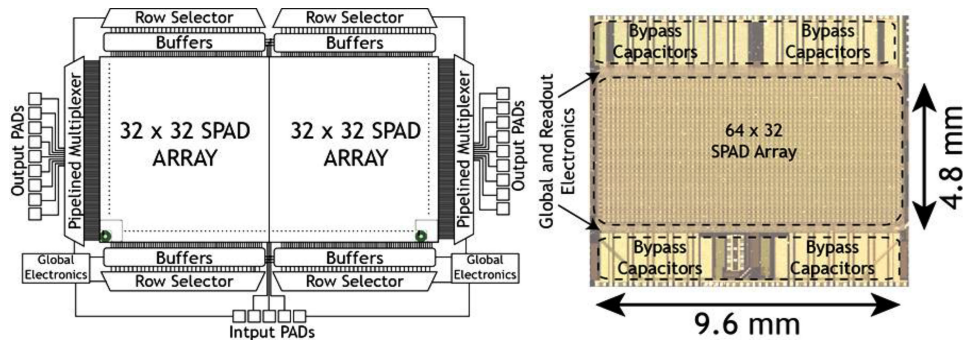 Row Selector
Row Selector
Buffers
Buffers
Output PADs
Pipelined Multiplexer
32 x 32 SPAD
ARRAY
32 x 32 SPAD
ARRAY
Pipelined Multiplexer
Output PADs
Global
Electronics
Buffers
Buffers
Global
Electronics
Row Selector
Row Selector
Intput PADs
Bypass
Capacitors
Bypass
Capacitors
Global and Readout
Electronics
64 x 32
SPAD Array
4.8 mm
Bypass
Capacitors
Bypass
Capacitors
9.6 mm